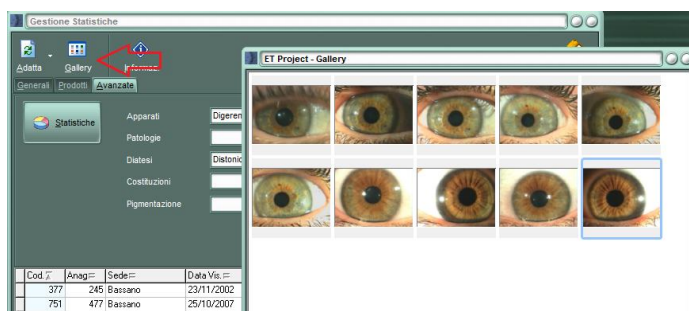 Gestione Statistiche
Adatta
Gallery
ET Project - Gallery
Generali
Prodotti
Avanzate
Statistiche
Apparati
Digeren
Patologie
Diatesi
Distonic
Costituzioni
Pigmentazione
Cod. Anag Sede Data Vis.
377 245 Bassano 23/11/2002
751 477 Bassano 25/10/2007